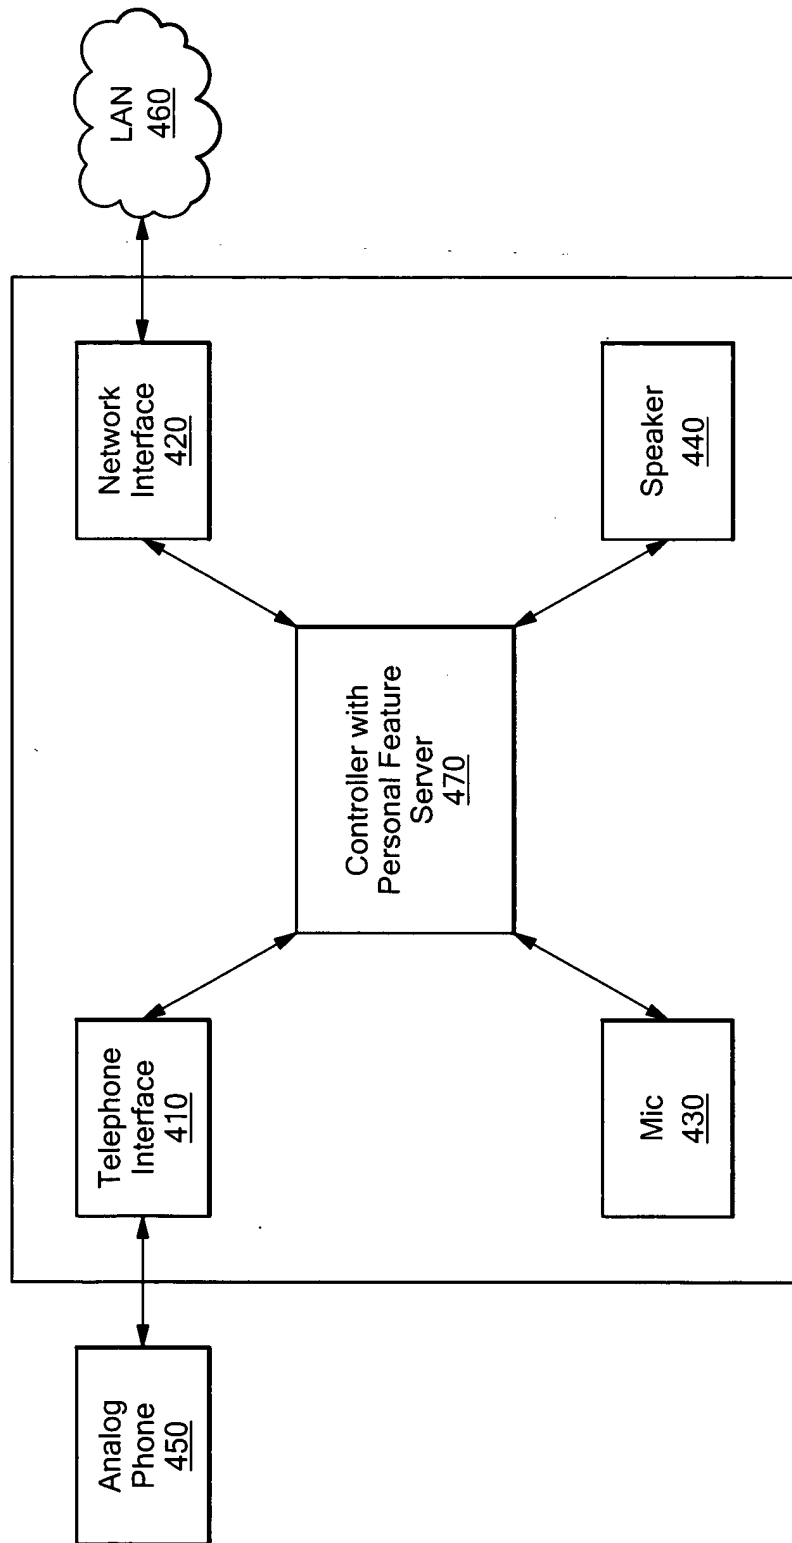 Analog
Phone
450
Telephone
Interface
410
Network
Interface
420
LAN
460
Controller with
Personal Feature
Server
470
Mic
430
Speaker
440